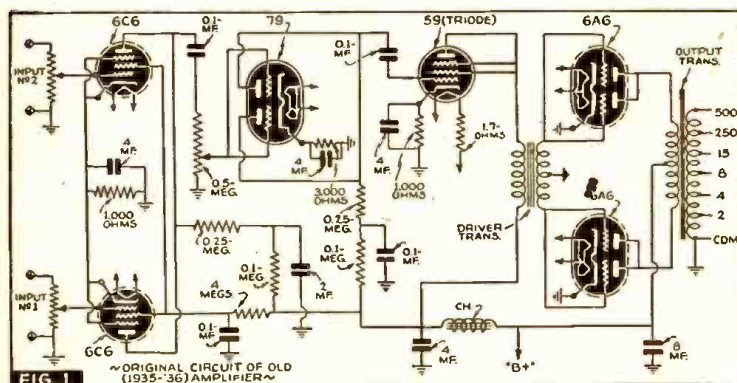 6C6
0.1-
MF.
79
0.1-
MF.
59(TRIODE)
6A6
OUTPUT
TRANS.
INPUT
Nº2
500
250
15
8
4
2
COM.
4
MF.
1,000
OHMS
0.5-
MEG.
4
MF.
3,000
OHMS
4
MF.
1,000
OHMS
1.7-
OHMS
DRIVER
TRANS.
6A6
0.25-
MEG.
0.1-
MEG.
2
MF.
0.25-
MEG.
0.1-
MEG.
0.1-
MF.
INPUT
Nº1
6C6
4
MEGS.
0.1-
MF.
CH.
4
MF.
"B+"
8
MF.
~ORIGINAL CIRCUIT OF OLD
(1935-'36) AMPLIFIER~
FIG. 1